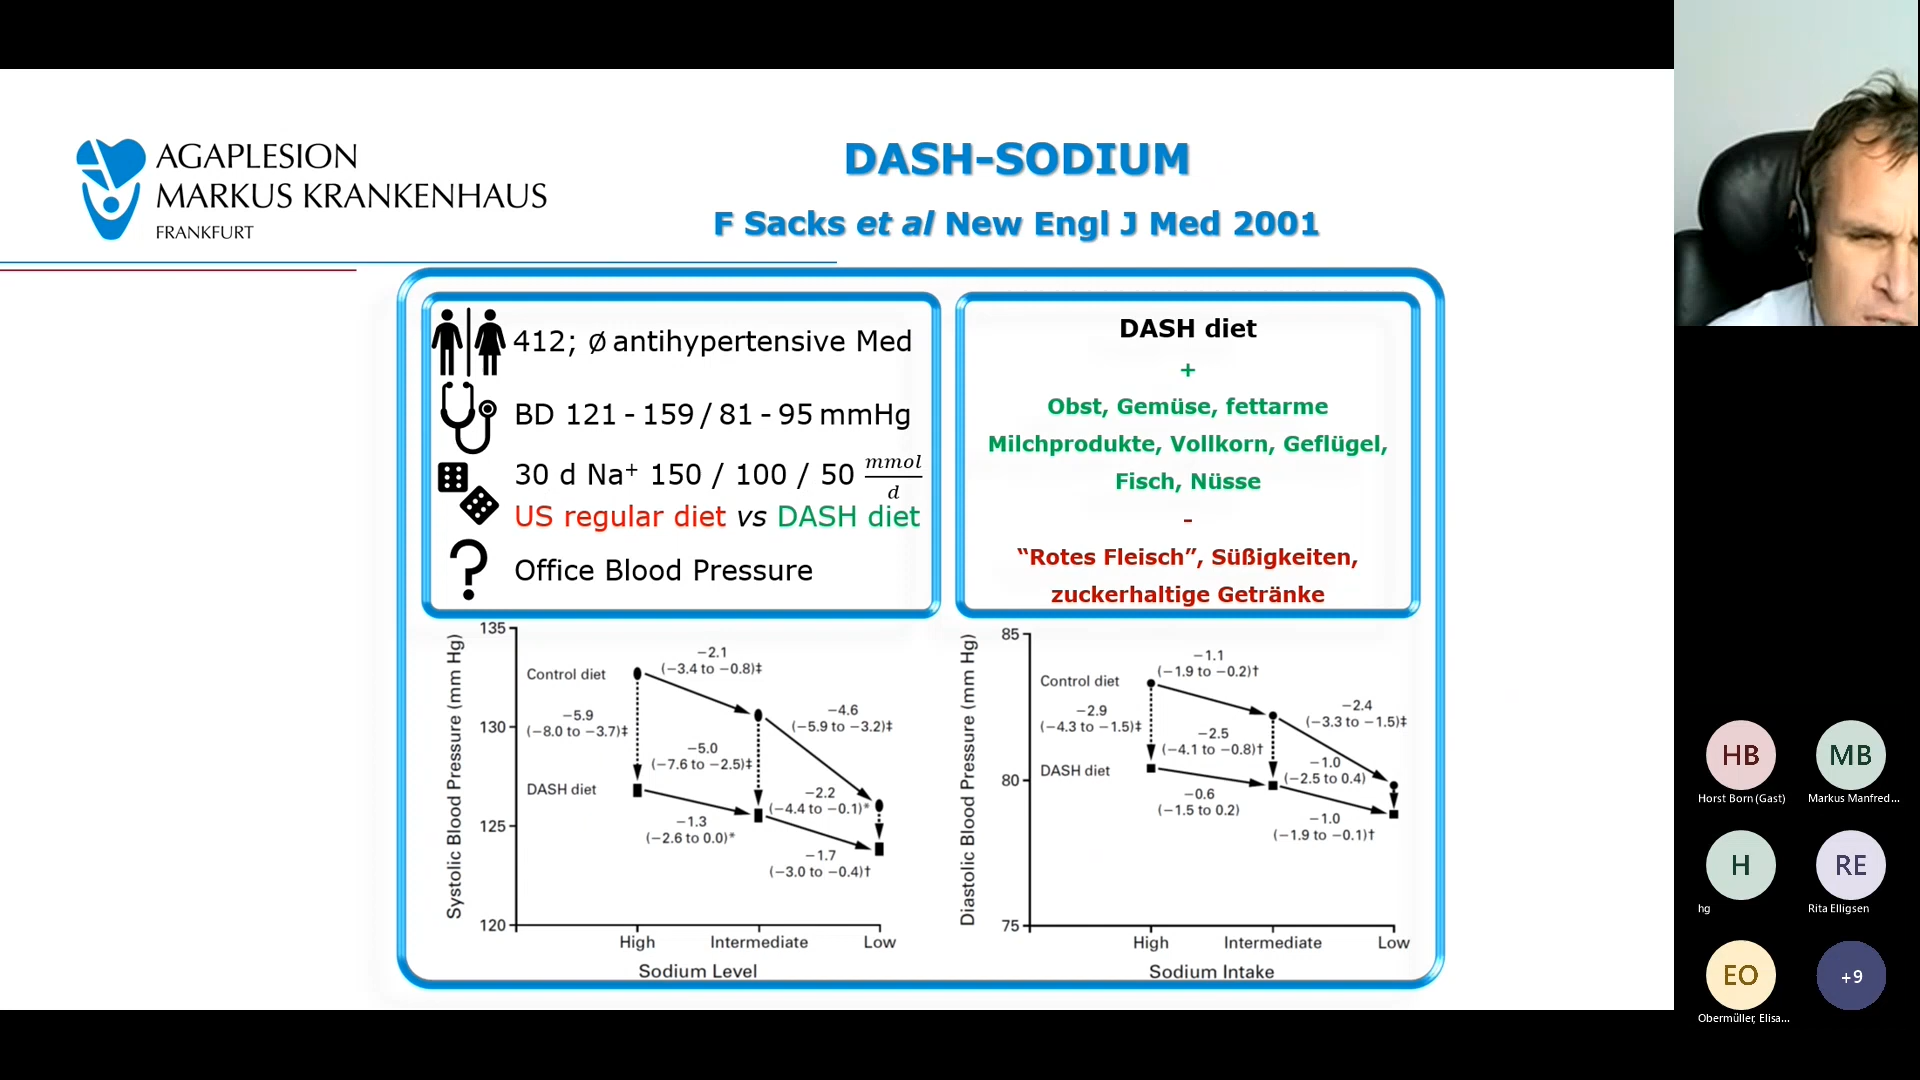 AGAPLESION
MARKUS KRANKENHAUS
FRANKFURT
DASH-SODIUM
F Sacks et al New Engl J Med 2001
412; ø antihypertensive Med
BD 121 - 159 / 81 - 95 mmHg
30 d Na⁺ 150 / 100 / 50 mmol/d
US regular diet vs DASH diet
? Office Blood Pressure
DASH diet
+
Obst, Gemüse, fettarme
Milchprodukte, Vollkorn, Geflügel,
Fisch, Nüsse
-
“Rotes Fleisch”, Süßigkeiten,
zuckerhaltige Getränke
Systolic Blood Pressure (mm Hg)
135
130
125
120
Control diet
−2.1
(−3.4 to −0.8)‡
−5.9
(−8.0 to −3.7)‡
−4.6
(−5.9 to −3.2)‡
−5.0
(−7.6 to −2.5)‡
DASH diet
−2.2
(−4.4 to −0.1)*
−1.3
(−2.6 to 0.0)*
−1.7
(−3.0 to −0.4)†
High
Intermediate
Low
Sodium Level
Diastolic Blood Pressure (mm Hg)
85
80
75
Control diet
−1.1
(−1.9 to −0.2)†
−2.9
(−4.3 to −1.5)‡
−2.4
(−3.3 to −1.5)‡
−2.5
(−4.1 to −0.8)†
DASH diet
−1.0
(−2.5 to 0.4)
−0.6
(−1.5 to 0.2)
−1.0
(−1.9 to −0.1)†
High
Intermediate
Low
Sodium Intake
HB
Horst Born (Gast)
MB
Markus Manfred...
H
hg
RE
Rita Elligsen
EO
Obermüller, Elisa...
+9